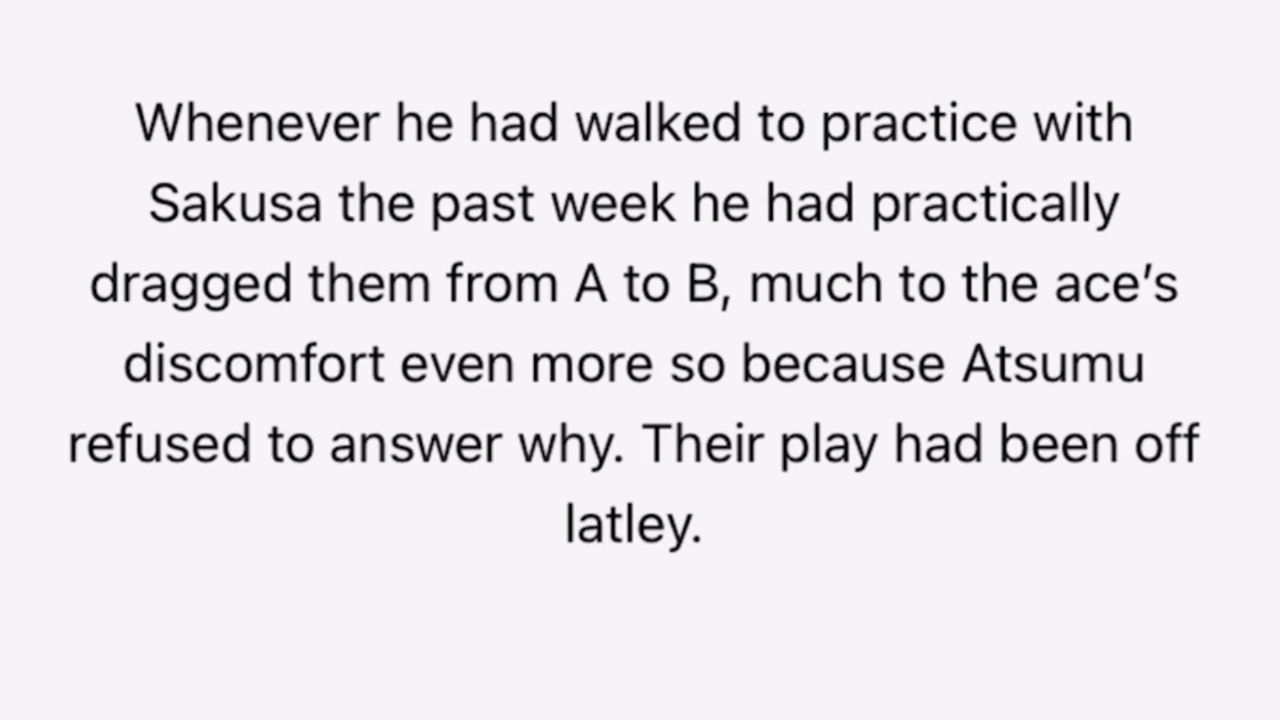 Whenever he had walked to practice with
Sakusa the past week he had practically
dragged them from A to B, much to the ace’s
discomfort even more so because Atsumu
refused to answer why. Their play had been off
latley.